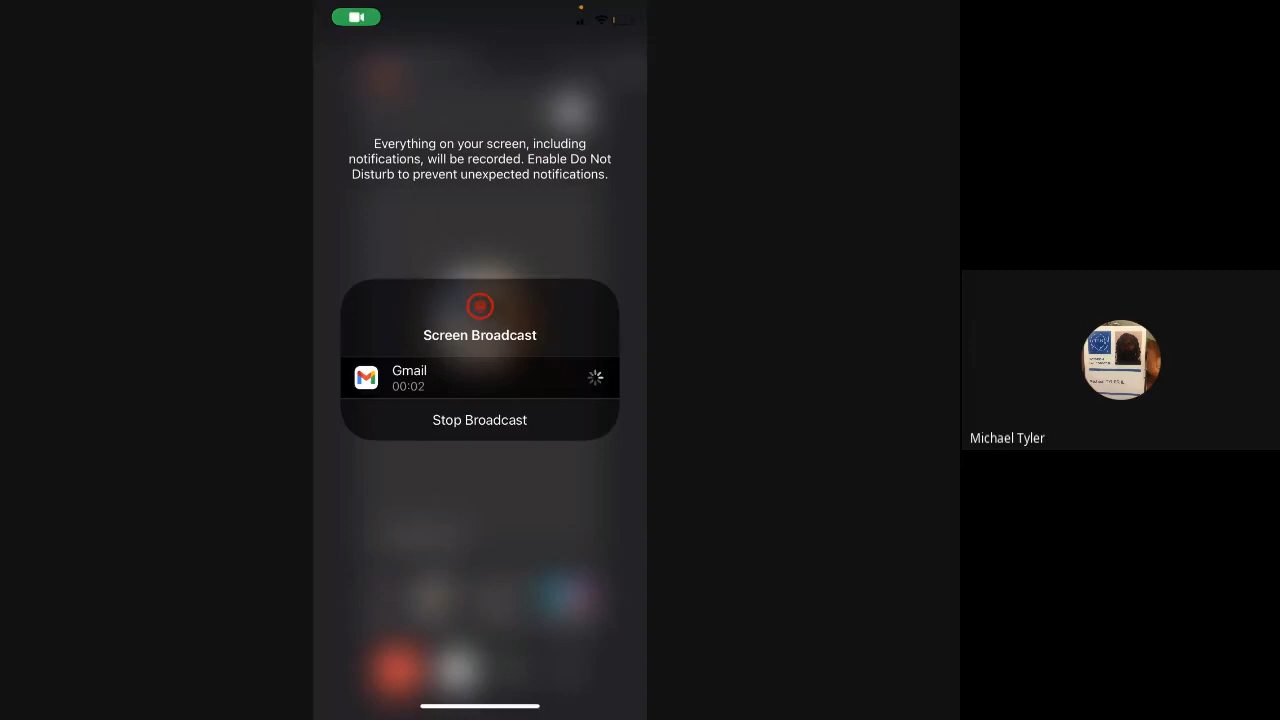 Everything on your screen, including
notifications, will be recorded. Enable Do Not
Disturb to prevent unexpected notifications.
Screen Broadcast
Gmail
00:02
Stop Broadcast
Michael Tyler